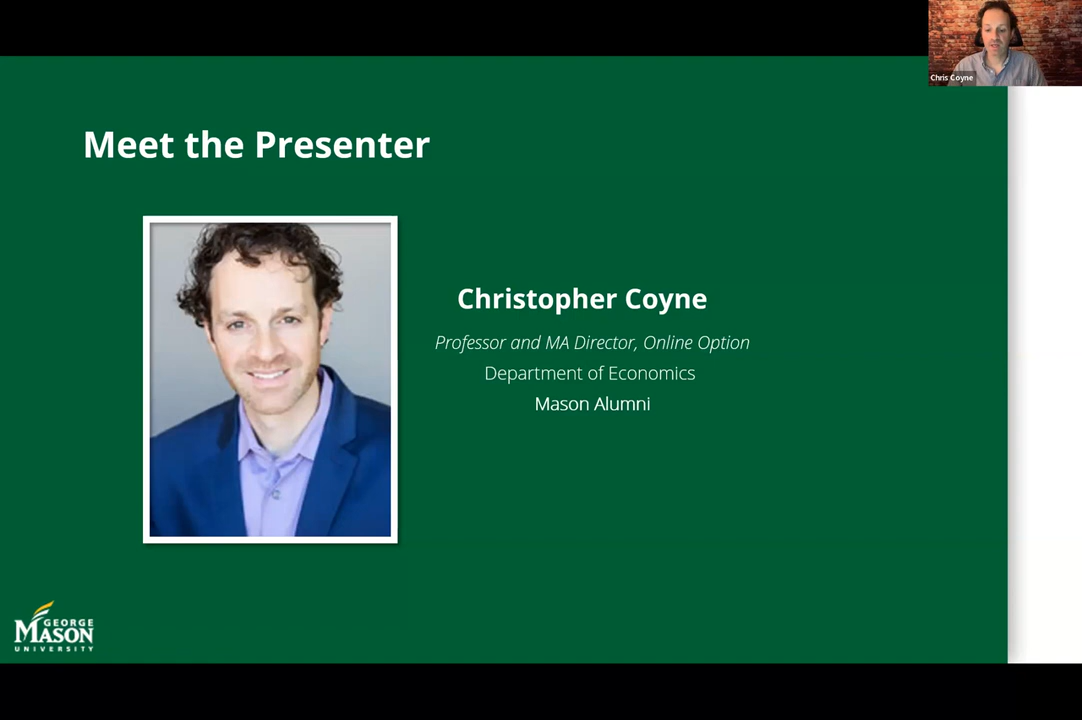 Chris Coyne
Meet the Presenter
Christopher Coyne
Professor and MA Director, Online Option
Department of Economics
Mason Alumni
GEORGE
MASON
UNIVERSITY